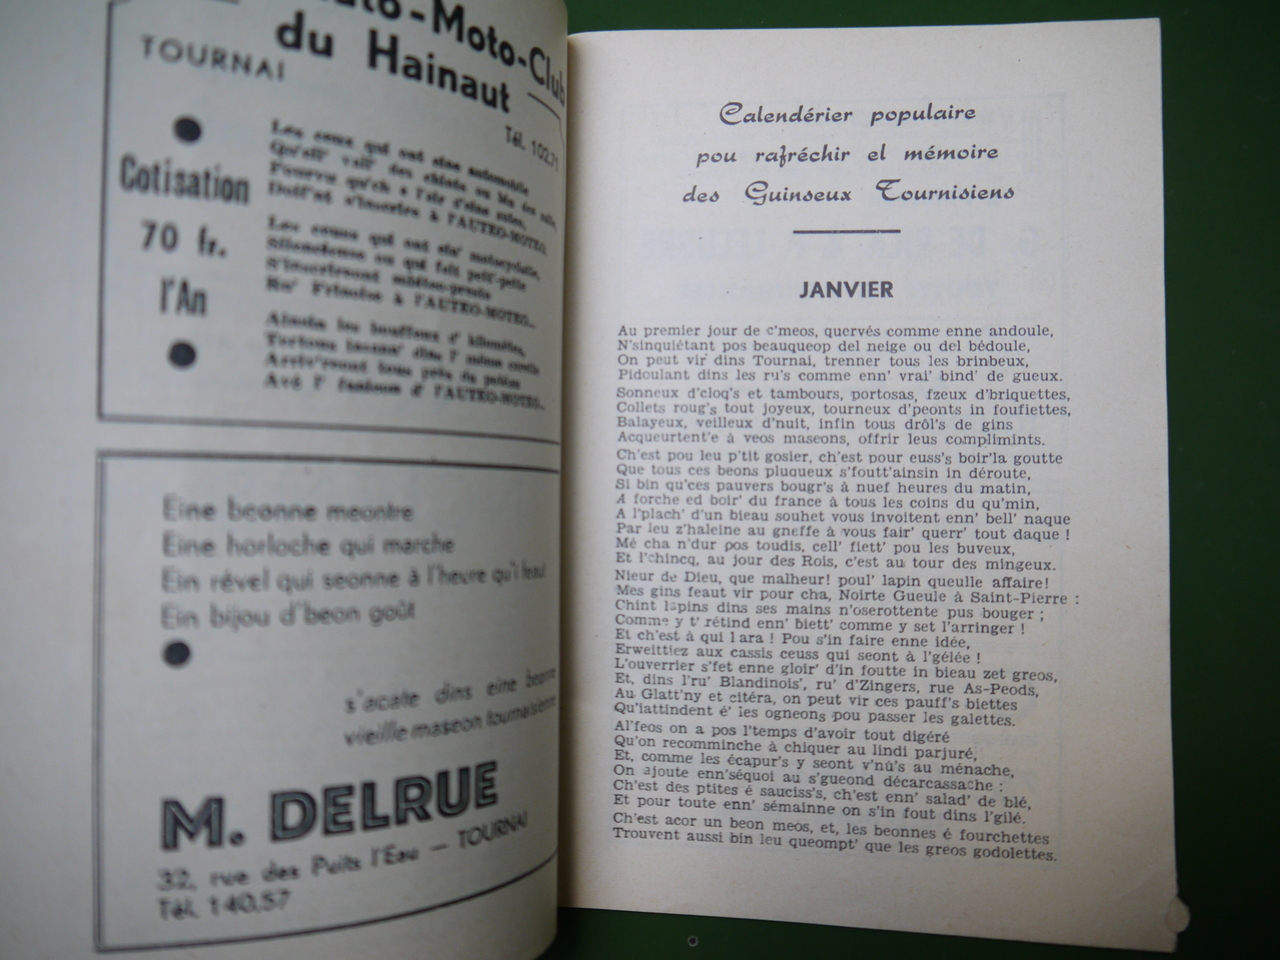 Auto-Moto-Club
du Hainaut
TOURNAI
Tél. 102.71
Cotisation
70 fr.
l'An
Eine beonne meontre
Eine horloche qui marche
Ein rével qui seonne à l'heure qu'i feaut
Ein bijou d'beon goût
s'acate dins eine beonne
vieille maseon tournaisienne
M. DELRUE
32, rue des Puits l'Eau — TOURNAI
Tél. 140.57
Calendérier populaire
pou rafréchir el mémoire
des Guinseux Tournisiens
JANVIER
Au premier jour de c'meos, quervés comme enne andoule,
N'sinquiétant pos beauqueop del neige ou del bédoule,
On peut vir dins Tournai, trenner tous les brinbeux,
Pidoulant dins les ru's comme enn' vrai' bind' de gueux.
Sonneux d'cloq's et tambours, portosas, fzeux d'briquettes,
Collets roug's tout joyeux, tourneux d'peonts in foufiettes,
Balayeux, veilleux d'nuit, infin tous drôl's de gins
Acqueurtent'e à veos maseons, offrir leus complimints.
Ch'est pou leu p'tit gosier, ch'est pour euss's boir'la goutte
Que tous ces beons pluqueux s'foutt'ainsin in déroute,
Si bin qu'ces pauvers bougr's à nuef heures du matin,
A forche ed boir' du france à tous les coins du qu'min,
A l'plach' d'un bieau souhet vous invoitent enn' bell' naque
Par leu z'haleine au gneffe à vous fair' querr' tout daque !
Mé cha n'dur pos toudis, cell' fiett' pou les buveux,
Et l'chincq, au jour des Rois, c'est au tour des mingeux.
Nieur de Dieu, que malheur! poul' lapin queulle affaire!
Mes gins feaut vir pour cha, Noirte Gueule à Saint-Pierre :
Chint lapins dins ses mains n'oserottente pus bouger ;
Comme y t' rétind enn' biett' comme y set l'arringer !
Et ch'est à qui l ara ! Pou s'in faire enne idée,
Erweittiez aux cassis ceuss qui seont à l'gélée !
L'ouverrier s'fet enne gloir' d'in foutte in bieau zet greos,
Et, dins l'ru' Blandinois', ru' d'Zingers, rue As-Peods,
Au Glatt'ny et citéra, on peut vir ces pauff's biettes
Qu'iattindent é' les ogneons pou passer les galettes.
Al'feos on a pos l'temps d'avoir tout digéré
Qu'on recomminche à chiquer au lindi parjuré,
Et, comme les écapur's y seont v'nû's au ménache,
On ajoute enn'séquoi au s'gueond décarcassache :
Ch'est des ptites é sauciss's, ch'est enn' salad' de blé,
Et pour toute enn' sémainne on s'in fout dins l'gilé.
Ch'est acor un beon meos, et, les beonnes é fourchettes
Trouvent aussi bin leu queompt' que les greos godolettes.